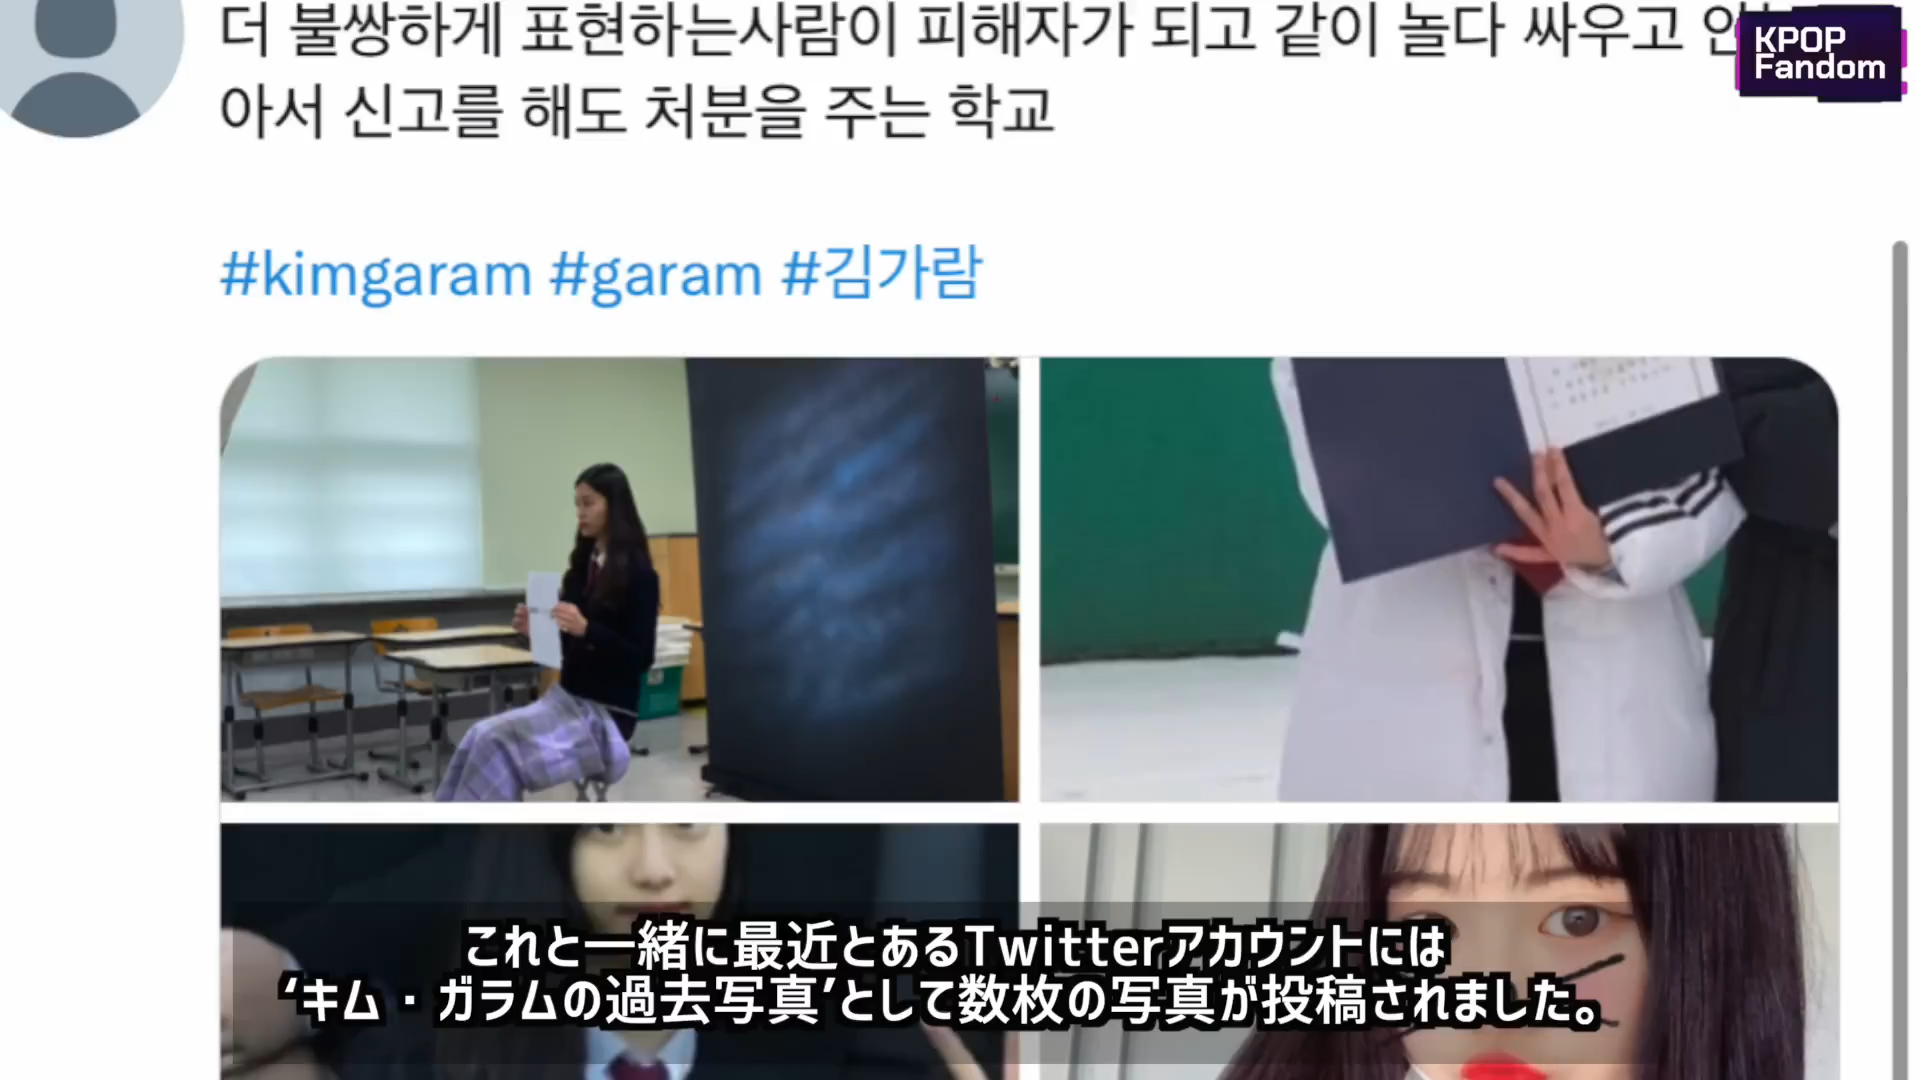 더 불쌍하게 표현하는사람이 피해자가 되고 같이 놀다 싸우고
아서 신고를 해도 처분을 주는 학교
KPOP
Fandom
#kimgaram #garam #김가람
これと一緒に最近とあるTwitterアカウントには
‘キム・ガラムの過去写真’として数枚の写真が投稿されました。